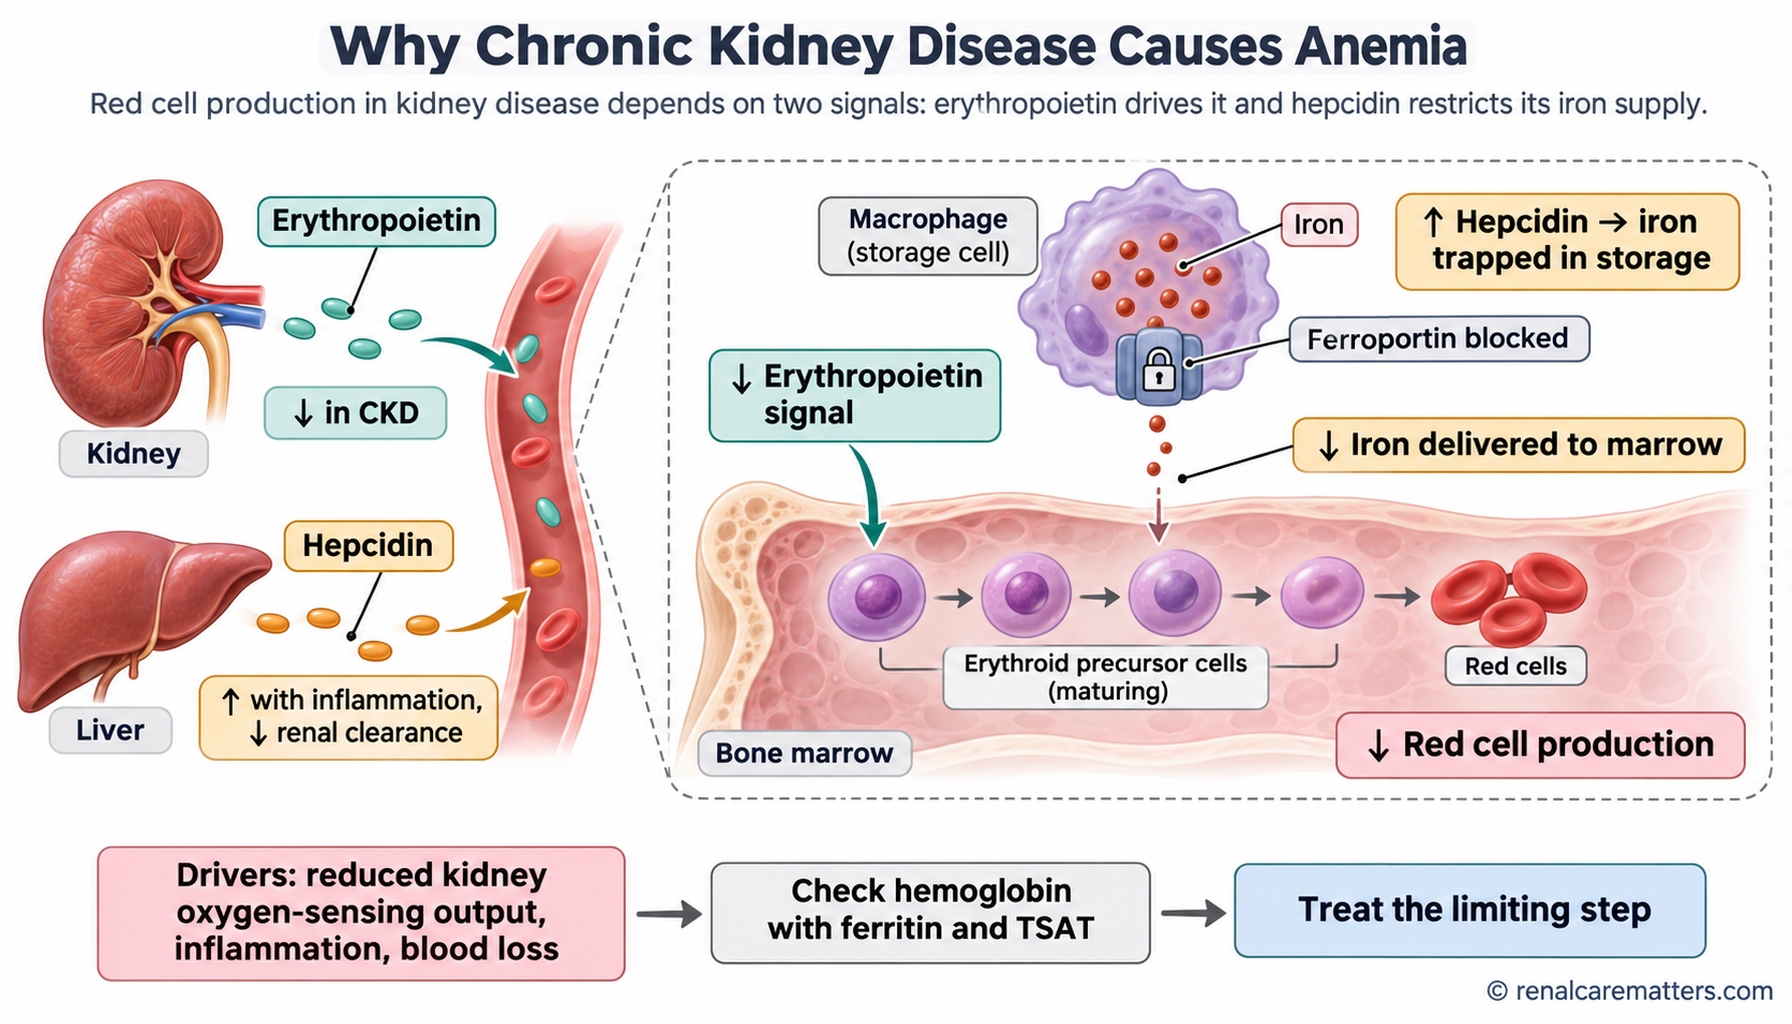 Why Chronic Kidney Disease Causes Anemia
Red cell production in kidney disease depends on two signals: erythropoietin drives it and hepcidin restricts its iron supply.
Erythropoietin
↓ in CKD
Kidney
Hepcidin
↑ with inflammation,
↓ renal clearance
Liver
Macrophage
(storage cell)
Iron
↑ Hepcidin → iron
trapped in storage
Ferroportin blocked
↓ Erythropoietin
signal
↓ Iron delivered to marrow
Erythroid precursor cells
(maturing)
Red cells
Bone marrow
↓ Red cell production
Drivers: reduced kidney
oxygen-sensing output,
inflammation, blood loss
Check hemoglobin
with ferritin and TSAT
Treat the limiting step
© renalcarematters.com